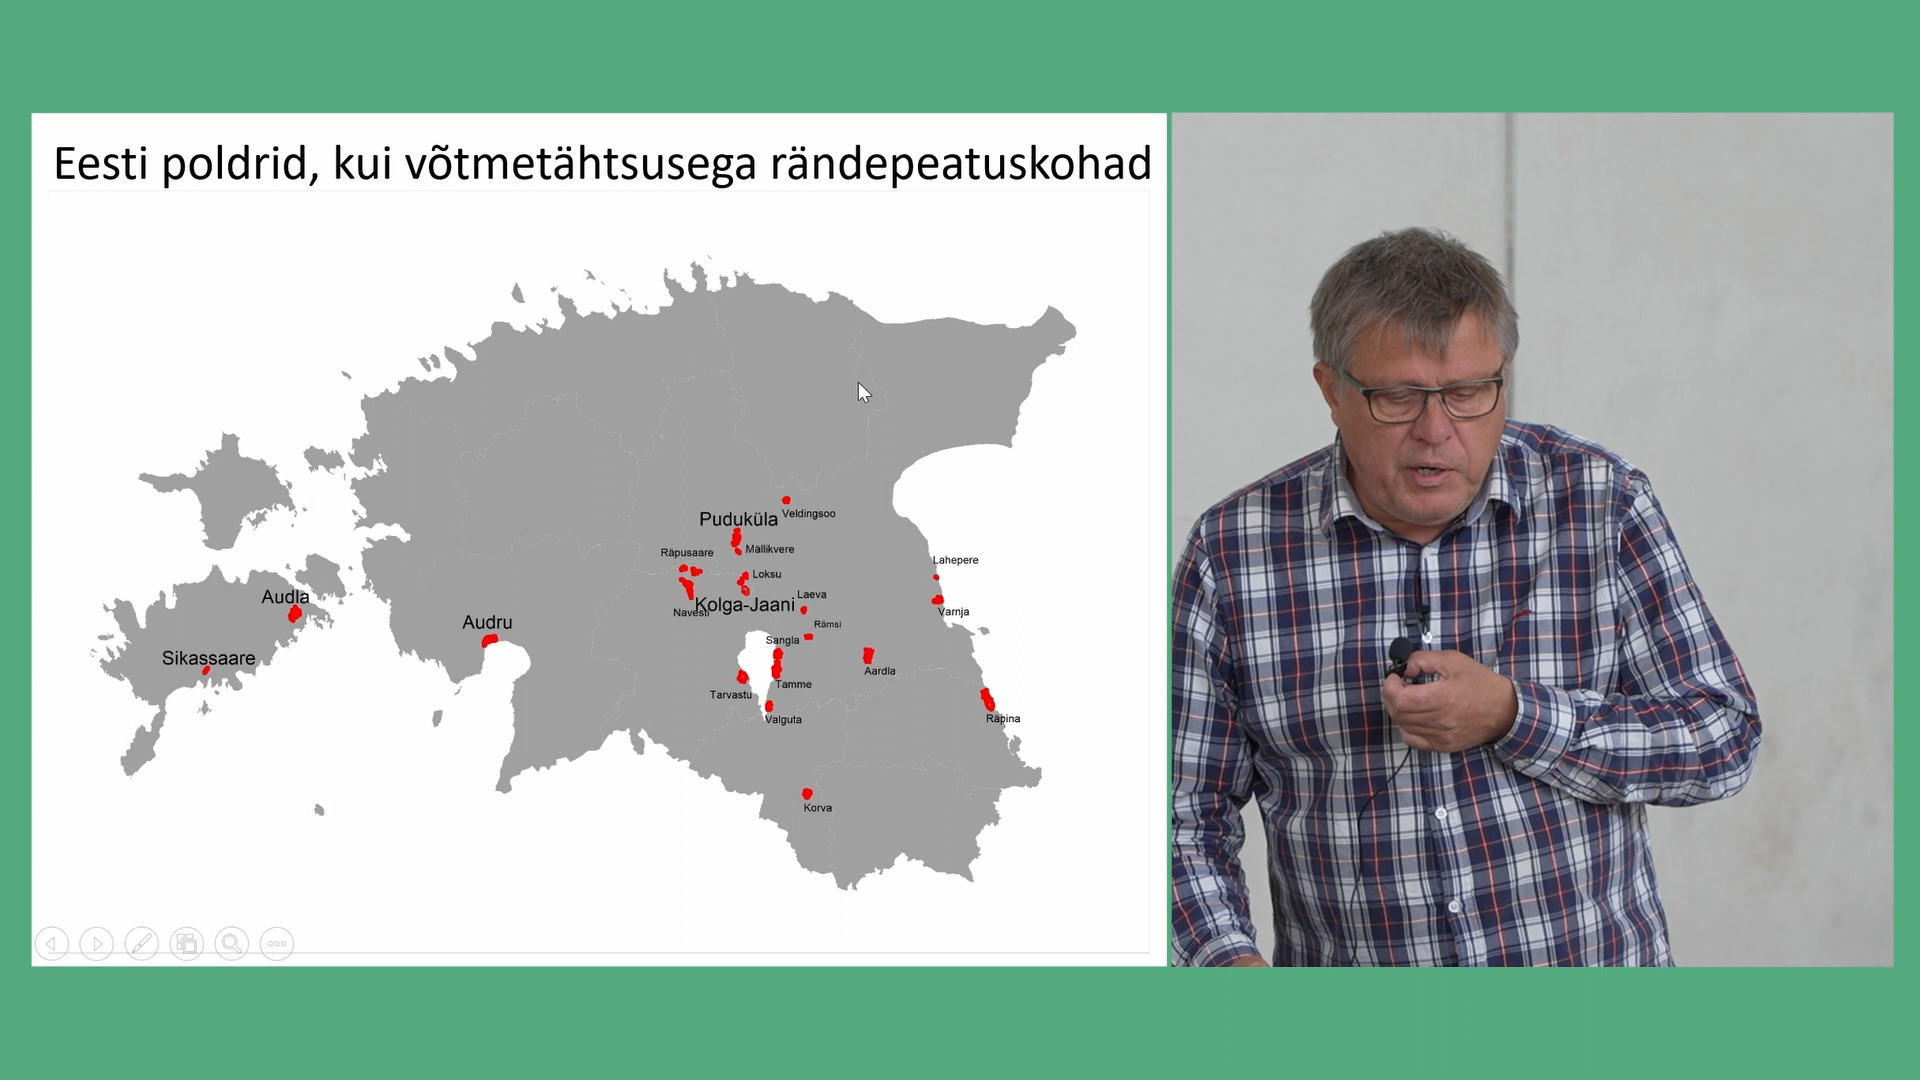 Eesti poldrid, kui võtmetähtsusega rändepeatuskohad
Veldingsoo
Puduküla
Mällikvere
Räpusaare
Lahepere
Loksu
Audla
Laeva
Kolga-Jaani
Navesti
Varnja
Audru
Rämsi
Sangla
Sikassaare
Aardla
Tamme
Tarvastu
Valguta
Räpina
Korva